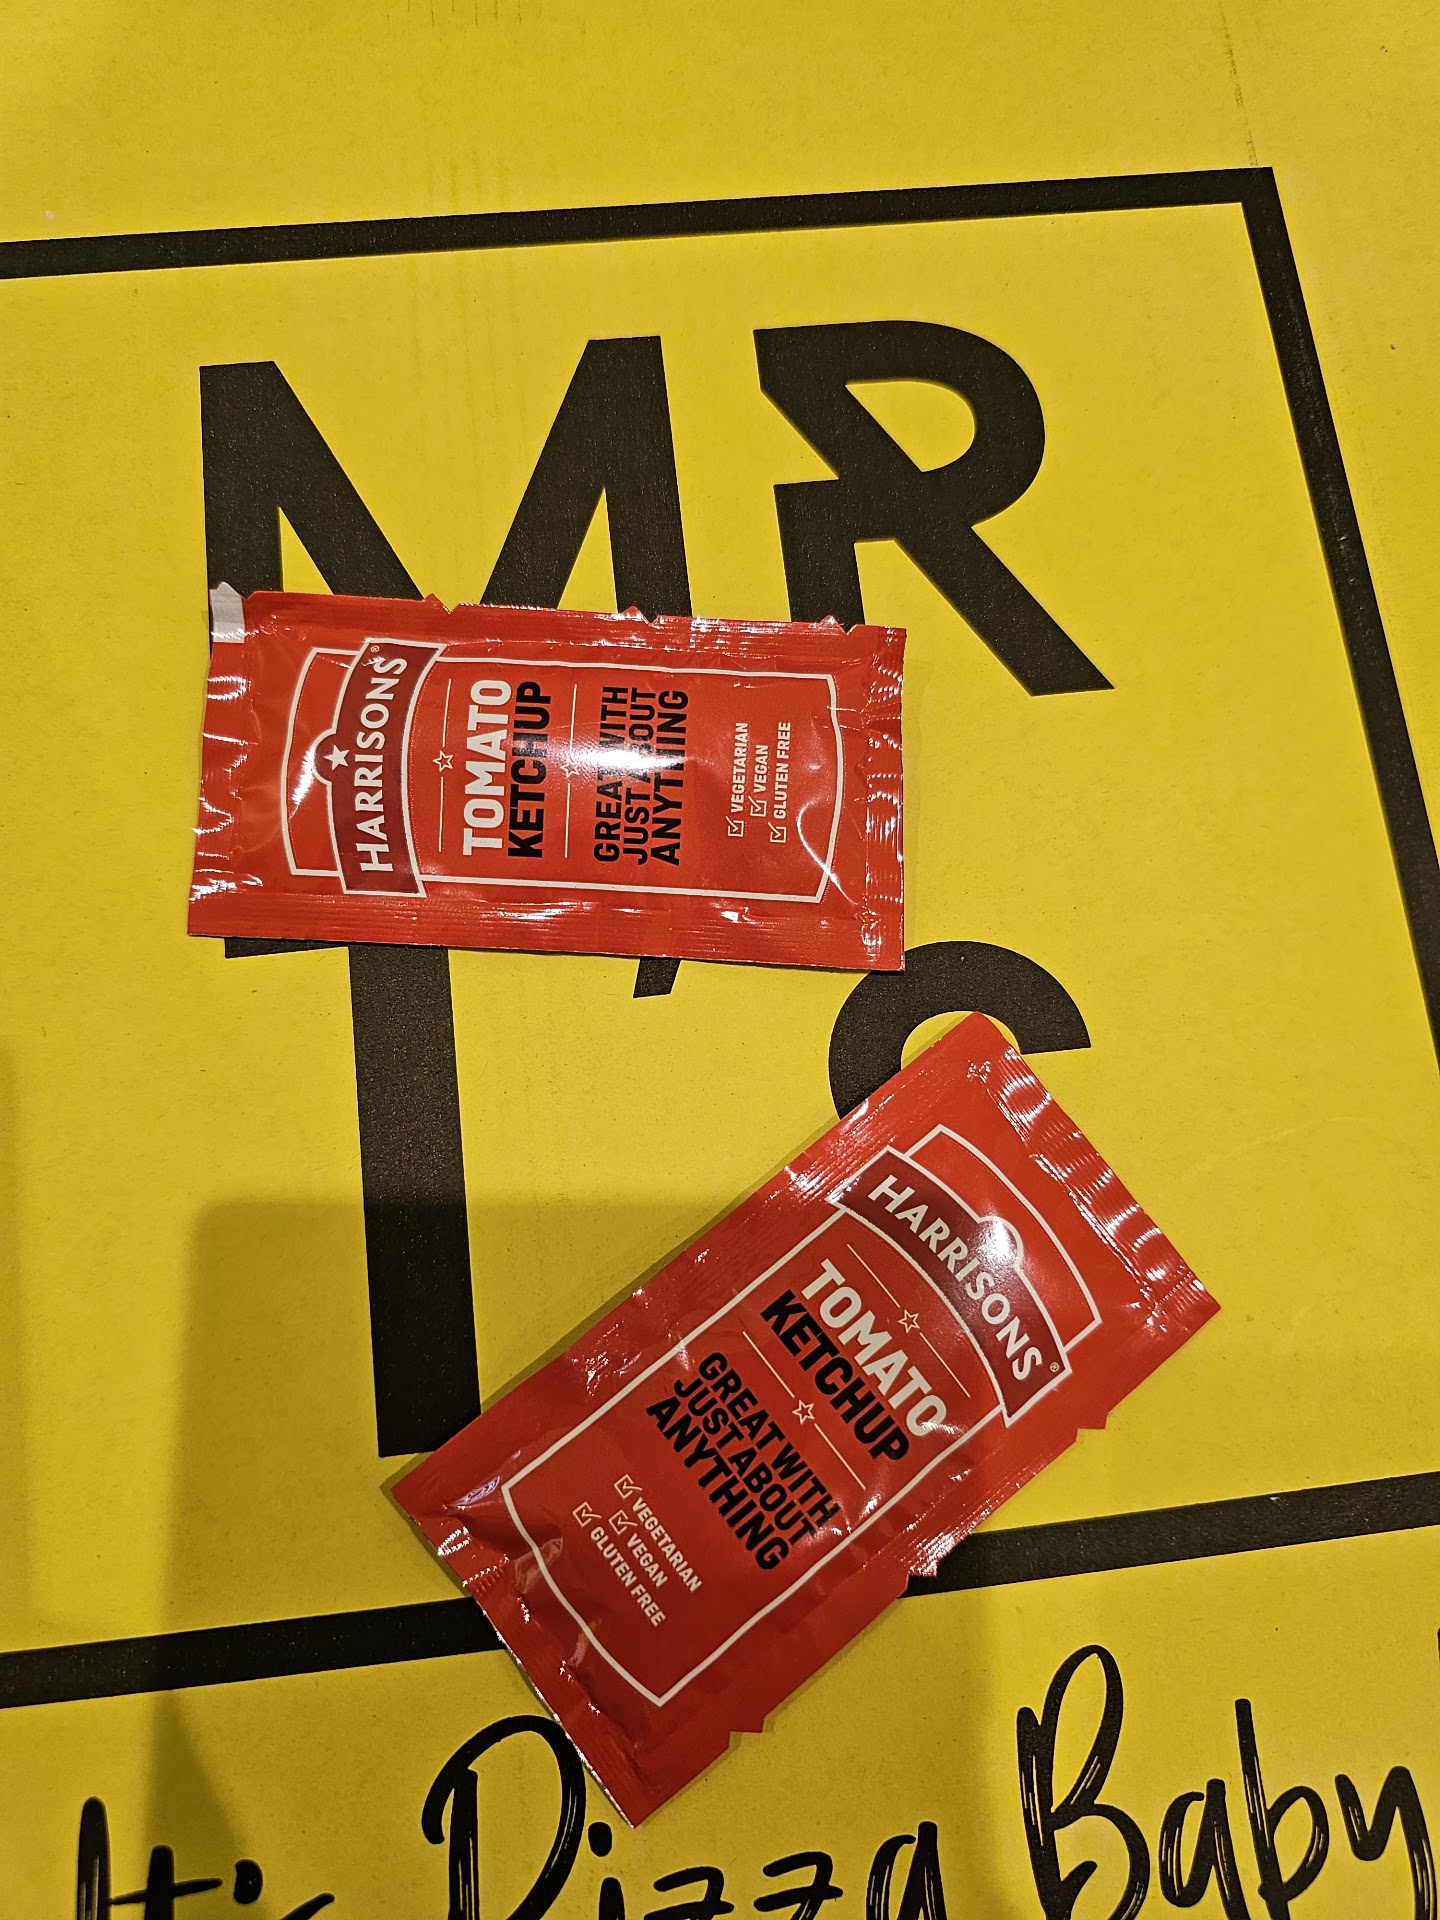 MR
T's
HARRISONS®
TOMATO
KETCHUP
GREAT WITH
JUST ABOUT
ANYTHING
VEGETARIAN
VEGAN
GLUTEN FREE
HARRISONS®
TOMATO
KETCHUP
GREAT WITH
JUST ABOUT
ANYTHING
VEGETARIAN
VEGAN
GLUTEN FREE
It's Pizza Baby